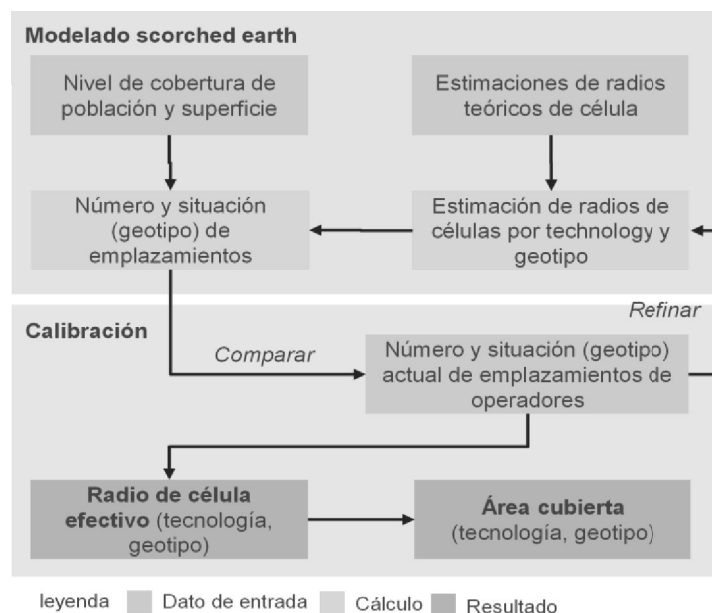 Modelado scorched earth
Nivel de cobertura de
población y superficie
Estimaciones de radios
teóricos de célula
Número y situación
(geotipo) de
emplazamientos
Estimación de radios de
células por technology y
geotipo
Refinar
Calibración
Comparar
Número y situación (geotipo)
actual de emplazamientos de
operadores
Radio de célula
efectivo (tecnología,
geotipo)
Área cubierta
(tecnología, geotipo)
leyenda Dato de entrada Cálculo Resultado